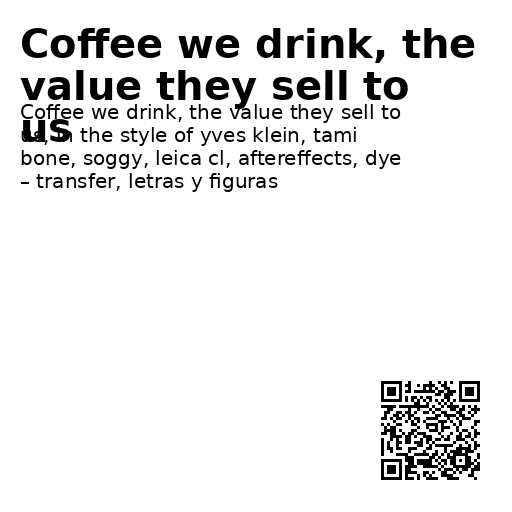 Coffee we drink, the
value they sell to
us
Coffee we drink, the value they sell to
us, in the style of yves klein, tami
bone, soggy, leica cl, aftereffects, dye
– transfer, letras y figuras